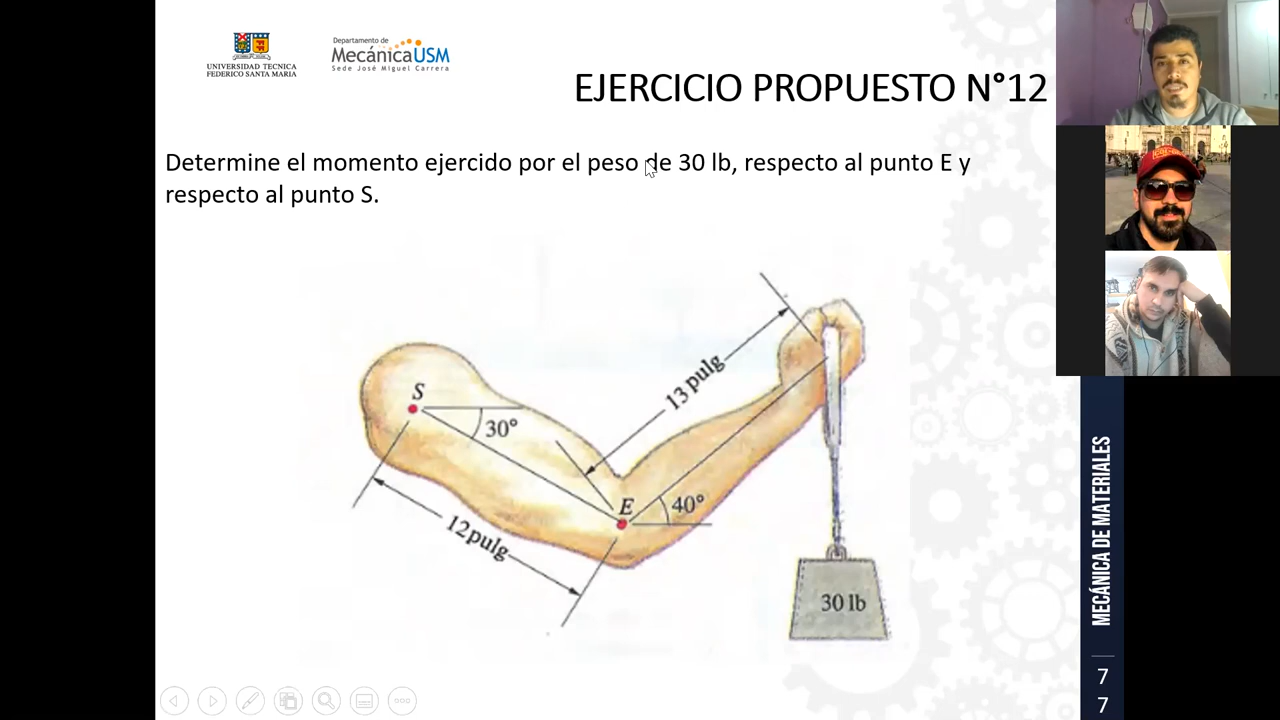 UNIVERSIDAD TECNICA
FEDERICO SANTA MARIA
Departamento de
MecánicaUSM
Sede José Miguel Carrera
EJERCICIO PROPUESTO N°12
Determine el momento ejercido por el peso de 30 lb, respecto al punto E y
respecto al punto S.
S
30°
13 pulg
E
40°
12 pulg
30 lb
MECÁNICA DE MATERIALES
7
7